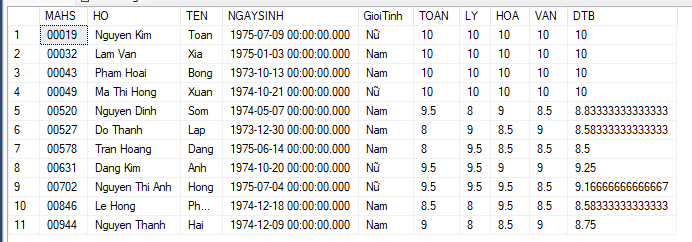 MAHS HO TEN NGAYSINH GioiTinh TOAN LY HOA VAN DTB
1 00019 Nguyen Kim Toan 1975-07-09 00:00:00.000 Nữ 10 10 10 10 10
2 00032 Lam Van Xia 1975-01-03 00:00:00.000 Nam 10 10 10 10 10
3 00043 Pham Hoai Bong 1973-10-13 00:00:00.000 Nam 10 10 10 10 10
4 00049 Ma Thi Hong Xuan 1974-10-21 00:00:00.000 Nữ 10 10 10 10 10
5 00520 Nguyen Dinh Som 1974-05-07 00:00:00.000 Nam 9.5 8 9 8.5 8.83333333333333
6 00527 Do Thanh Lap 1973-12-30 00:00:00.000 Nam 8 9 8.5 9 8.58333333333333
7 00578 Tran Hoang Dang 1975-06-14 00:00:00.000 Nam 8 9.5 8.5 8.5 8.5
8 00631 Dang Kim Anh 1974-10-20 00:00:00.000 Nữ 9.5 9.5 9 9 9.25
9 00702 Nguyen Thi Anh Hong 1975-07-04 00:00:00.000 Nữ 9.5 9.5 9.5 8.5 9.16666666666667
10 00846 Le Hong Ph... 1974-12-18 00:00:00.000 Nam 8.5 9.5 8 8.5 8.58333333333333
11 00944 Nguyen Thanh Hai 1974-12-09 00:00:00.000 Nam 9 8 8.5 9 8.75